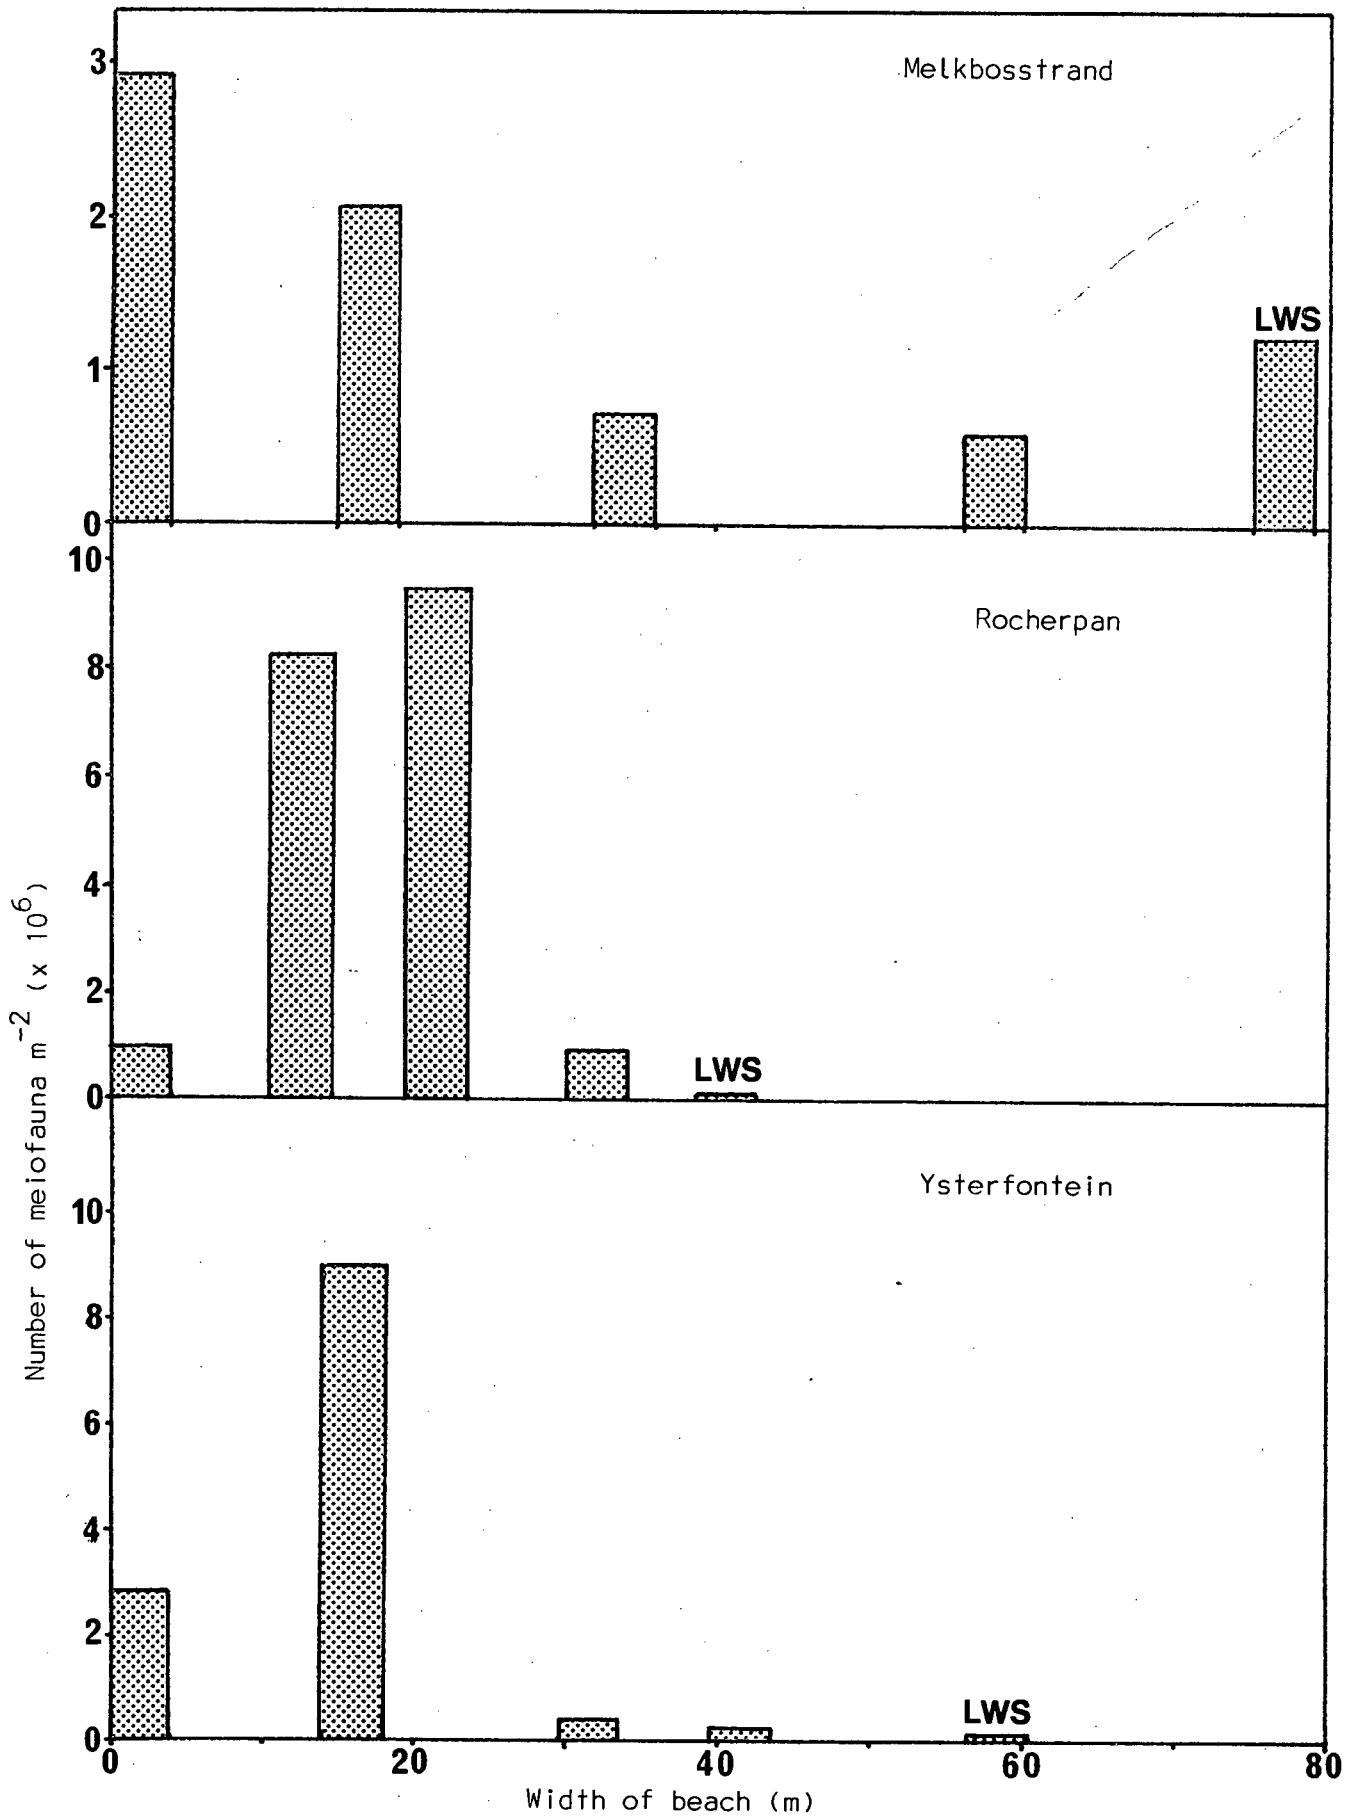 Melkbosstrand
3
2
1
0
LWS
Rocherpan
10
8
6
4
2
0
LWS
Ysterfontein
10
8
6
4
2
0
LWS
0 20 40 60 80
Width of beach (m)
Number of meiofauna m⁻² (x 10⁶)